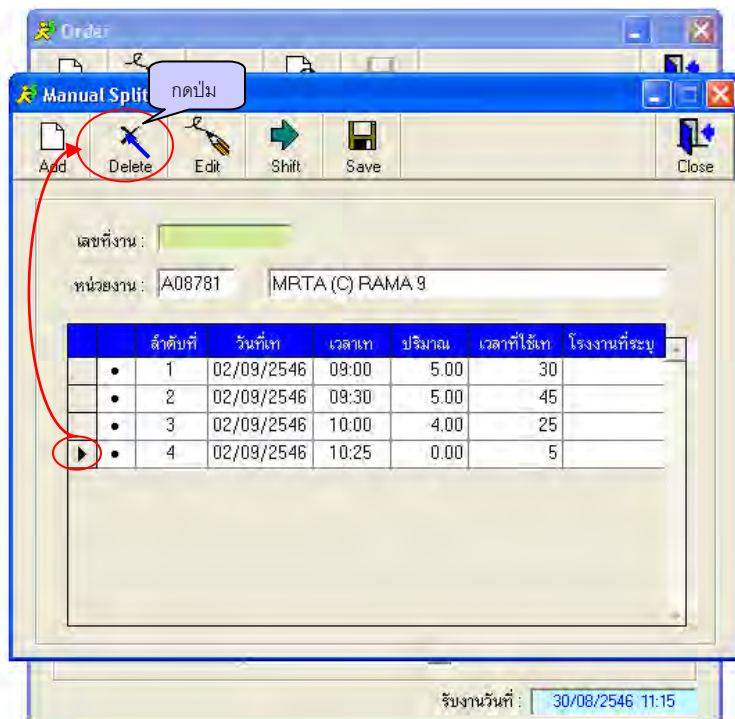 Order
Manual Split
กดปุ่ม
Add Delete Edit Shift Save Close
เลขที่งาน :
หน่วยงาน : A08781 MRTA (C) RAMA 9
ลำดับที่ วันที่เท เวลาเท ปริมาณ เวลาที่ใช้เท โรงงานที่ระบุ
1 02/09/2546 09:00 5.00 30
2 02/09/2546 09:30 5.00 45
3 02/09/2546 10:00 4.00 25
4 02/09/2546 10:25 0.00 5
รับงานวันที่ : 30/08/2546 11:15